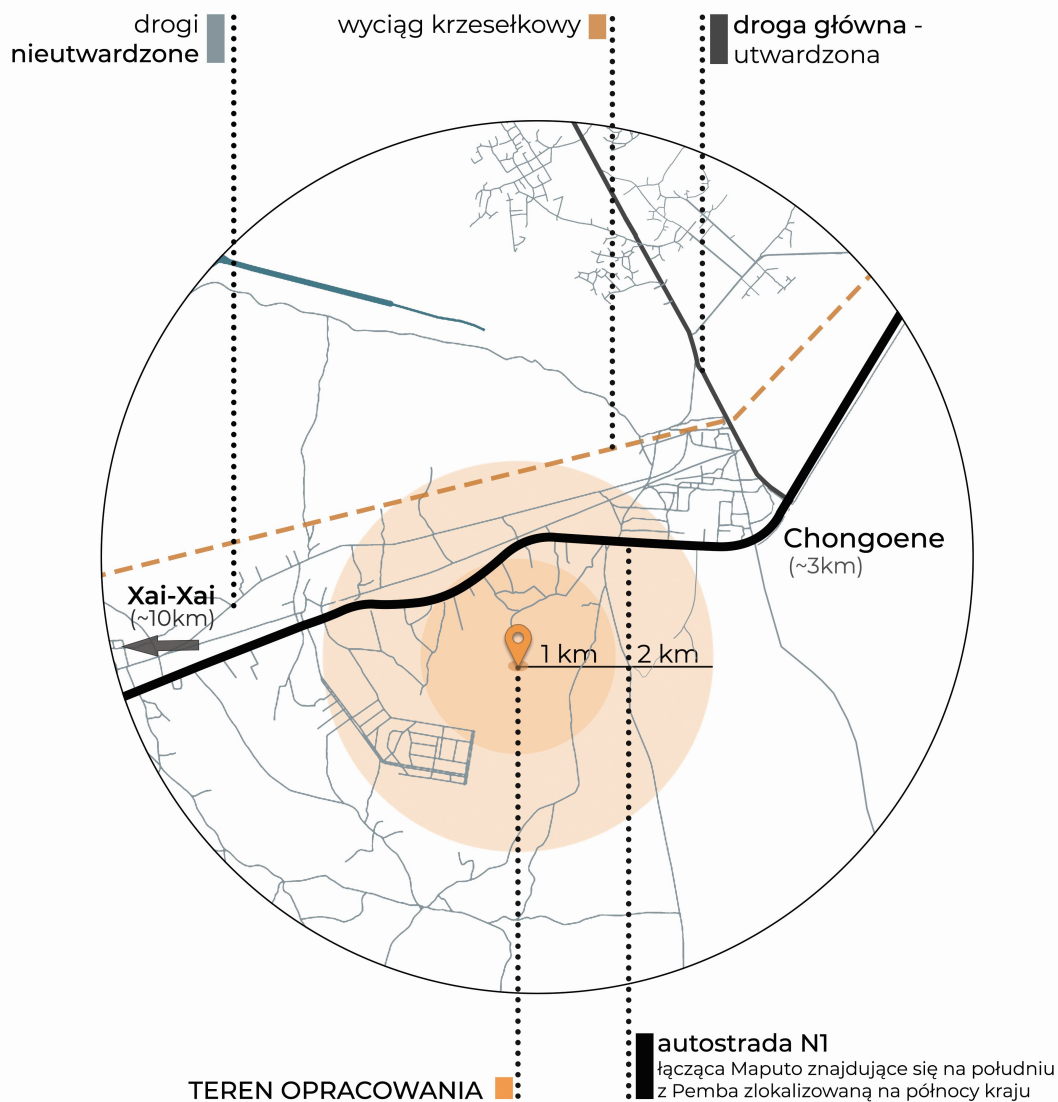 drogi
nieutwardzone
wyciąg krzesełkowy
droga główna -
utwardzona
Chongoene
(~3km)
Xai-Xai
(~10km)
1 km
2 km
autostrada N1
łącząca Maputo znajdujące się na południu
z Pemba zlokalizowaną na północy kraju
TEREN OPRACOWANIA